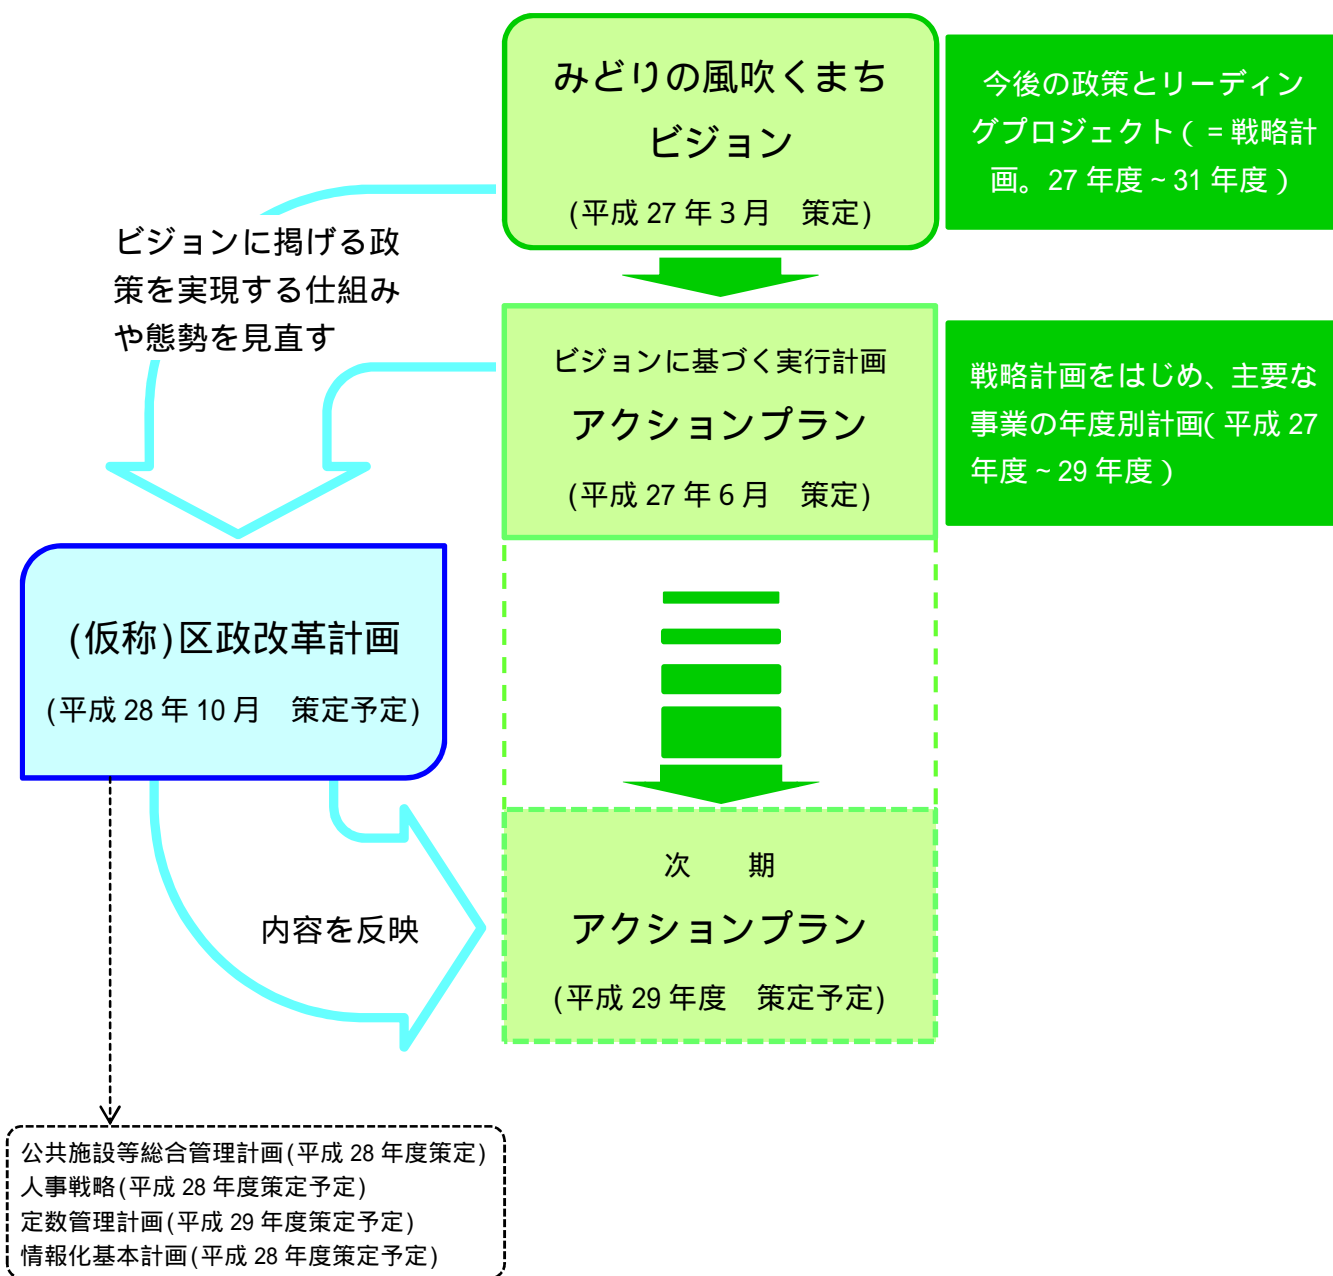 みどりの風吹くまち
ビジョン
(平成 27 年 3 月　策定)
今後の政策とリーディン
グプロジェクト（＝戦略計
画。27 年度～31 年度）
ビジョンに掲げる政
策を実現する仕組み
や態勢を見直す
ビジョンに基づく実行計画
アクションプラン
(平成 27 年 6 月　策定)
戦略計画をはじめ、主要な
事業の年度別計画（平成 27
年度～29 年度）
(仮称)区政改革計画
(平成 28 年 10 月　策定予定)
内容を反映
次　期
アクションプラン
(平成 29 年度　策定予定)
公共施設等総合管理計画(平成 28 年度策定)
人事戦略(平成 28 年度策定予定)
定数管理計画(平成 29 年度策定予定)
情報化基本計画(平成 28 年度策定予定)